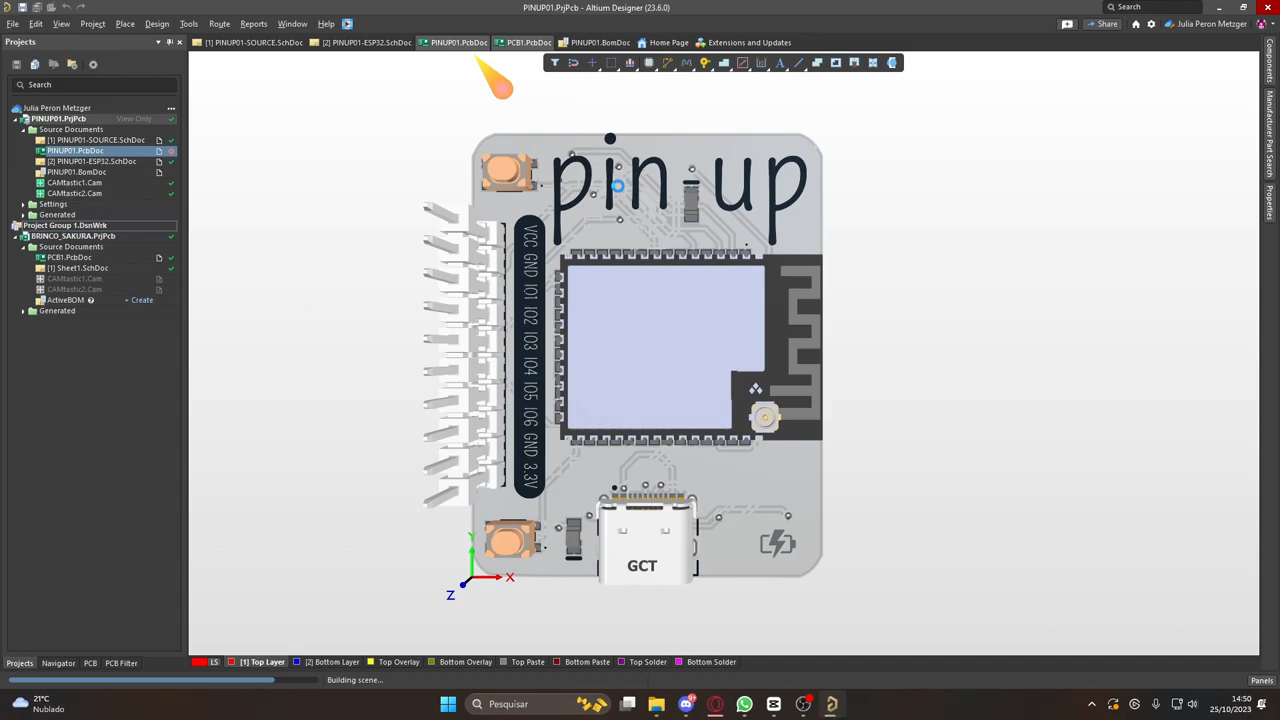 PINUP01.PrjPcb - Altium Designer (23.6.0)
Search
File Edit View Project Place Design Tools Route Reports Window Help
Share
Julia Peron Metzger
Projects
[1] PINUP01-SOURCE.SchDoc
[2] PINUP01-ESP32.SchDoc
PINUP01.PcbDoc
PCB1.PcbDoc
PINUP01.BomDoc
Home Page
Extensions and Updates
Search
Julia Peron Metzger
PINUP01.PrjPcb View Only
Source Documents
[1] PINUP01-SOURCE.SchDoc
PINUP01.PcbDoc
[2] PINUP01-ESP32.SchDoc
PINUP01.BomDoc
CAMtastic1.Cam
CAMtastic2.Cam
Settings
Generated
Project Group 1.DsnWrk
BRINCO_SAKURA.PrjPcb
Source Documents
PCB1.PcbDoc
[1] Sheet1.SchDoc
CAMtastic1.Cam
CAMtastic2.Cam
ActiveBOM + Create
Generated
pin-up
VCC GND IO1 IO2 IO3 IO4 IO5 IO6 GND 3.3V
GCT
Y
X
Z
Components
Manufacturer Part Search
Properties
Projects Navigator PCB PCB Filter
LS [1] Top Layer [2] Bottom Layer Top Overlay Bottom Overlay Top Paste Bottom Paste Top Solder Bottom Solder
Building scene...
Panels
21°C
Nublado
Pesquisar
9+
14:50
25/10/2023